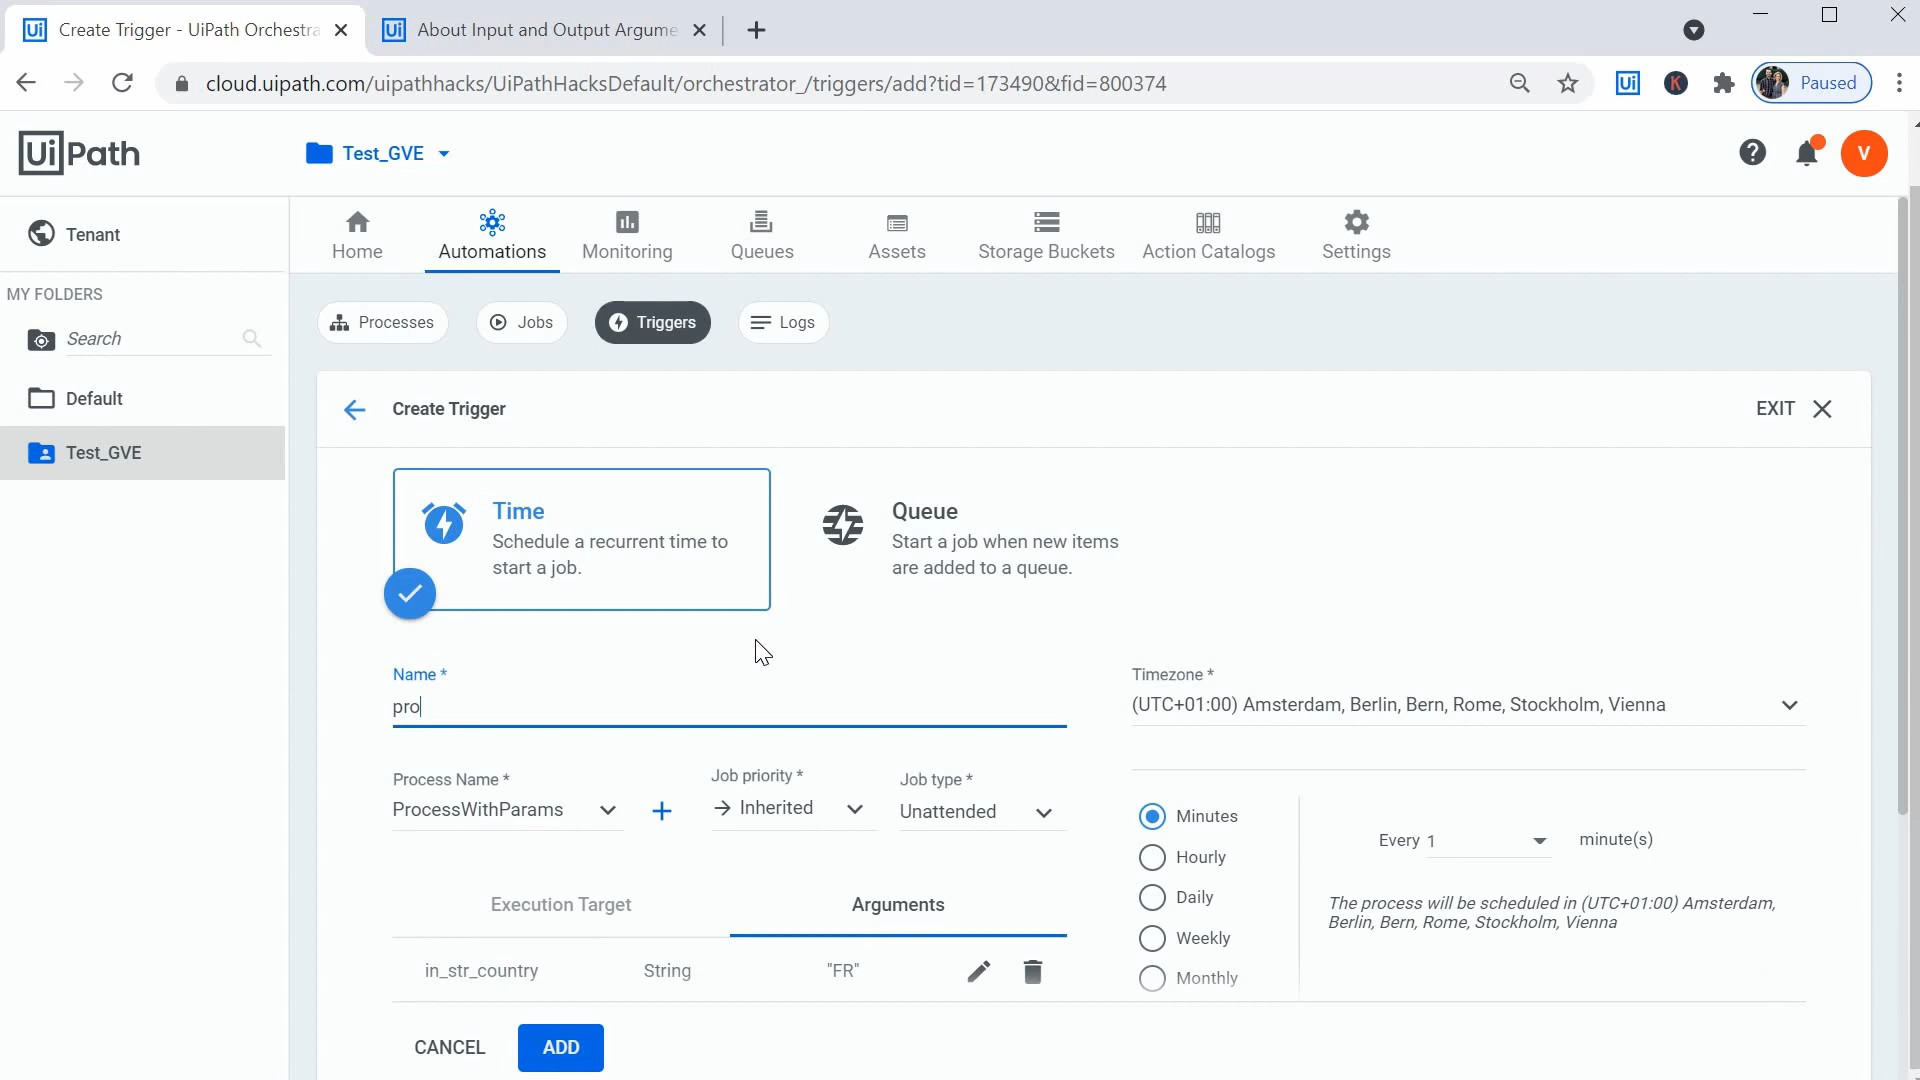 Ui Create Trigger - UiPath Orchestra
Ui About Input and Output Argume
cloud.uipath.com/uipathhacks/UiPathHacksDefault/orchestrator_/triggers/add?tid=173490&fid=800374
Ui
K
Paused
Ui Path
Test_GVE
?
V
Tenant
Home
Automations
Monitoring
Queues
Assets
Storage Buckets
Action Catalogs
Settings
MY FOLDERS
Search
Default
Test_GVE
Processes
Jobs
Triggers
Logs
Create Trigger
EXIT
Time
Schedule a recurrent time to
start a job.
Queue
Start a job when new items
are added to a queue.
Name *
pro
Timezone *
(UTC+01:00) Amsterdam, Berlin, Bern, Rome, Stockholm, Vienna
Process Name *
ProcessWithParams
Job priority *
Inherited
Job type *
Unattended
Minutes
Hourly
Daily
Weekly
Monthly
Every 1 minute(s)
The process will be scheduled in (UTC+01:00) Amsterdam,
Berlin, Bern, Rome, Stockholm, Vienna
Execution Target
Arguments
in_str_country String "FR"
CANCEL
ADD